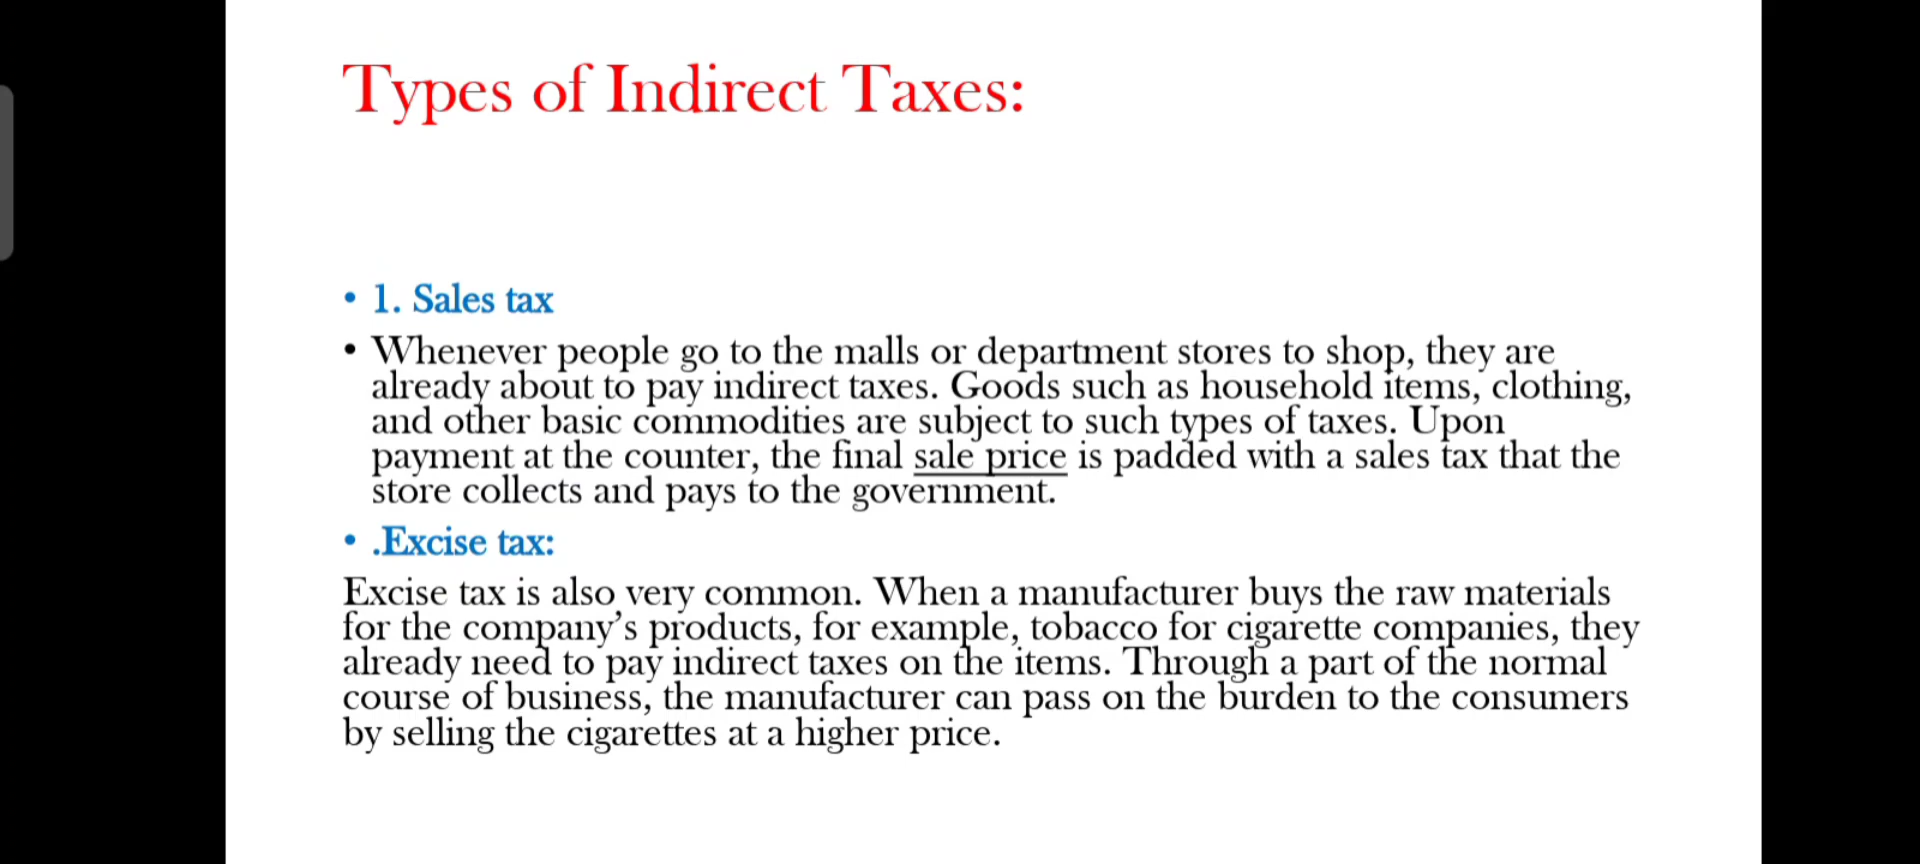 Types of Indirect Taxes:
• 1. Sales tax
• Whenever people go to the malls or department stores to shop, they are
already about to pay indirect taxes. Goods such as household items, clothing,
and other basic commodities are subject to such types of taxes. Upon
payment at the counter, the final sale price is padded with a sales tax that the
store collects and pays to the government.
• .Excise tax:
Excise tax is also very common. When a manufacturer buys the raw materials
for the company’s products, for example, tobacco for cigarette companies, they
already need to pay indirect taxes on the items. Through a part of the normal
course of business, the manufacturer can pass on the burden to the consumers
by selling the cigarettes at a higher price.